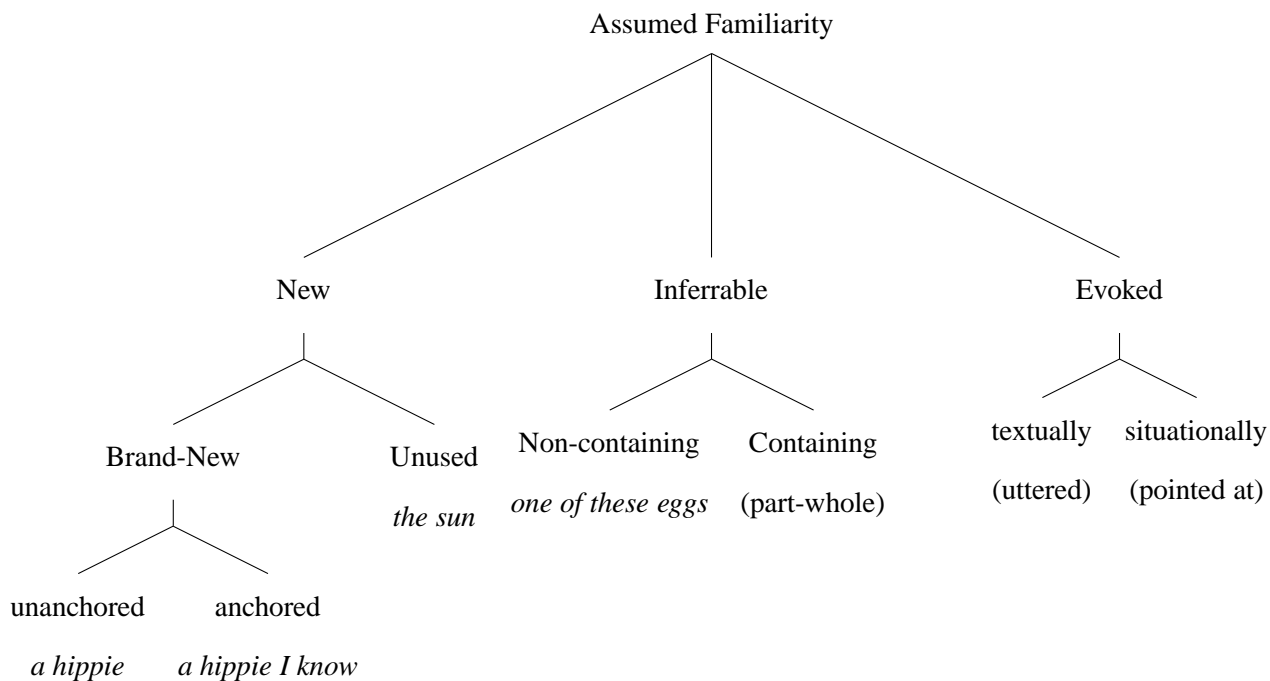 Assumed Familiarity
New Inferrable Evoked
Brand-New Unused Non-containing Containing textually situationally
the sun one of these eggs (part-whole) (uttered) (pointed at)
unanchored anchored
a hippie a hippie I know